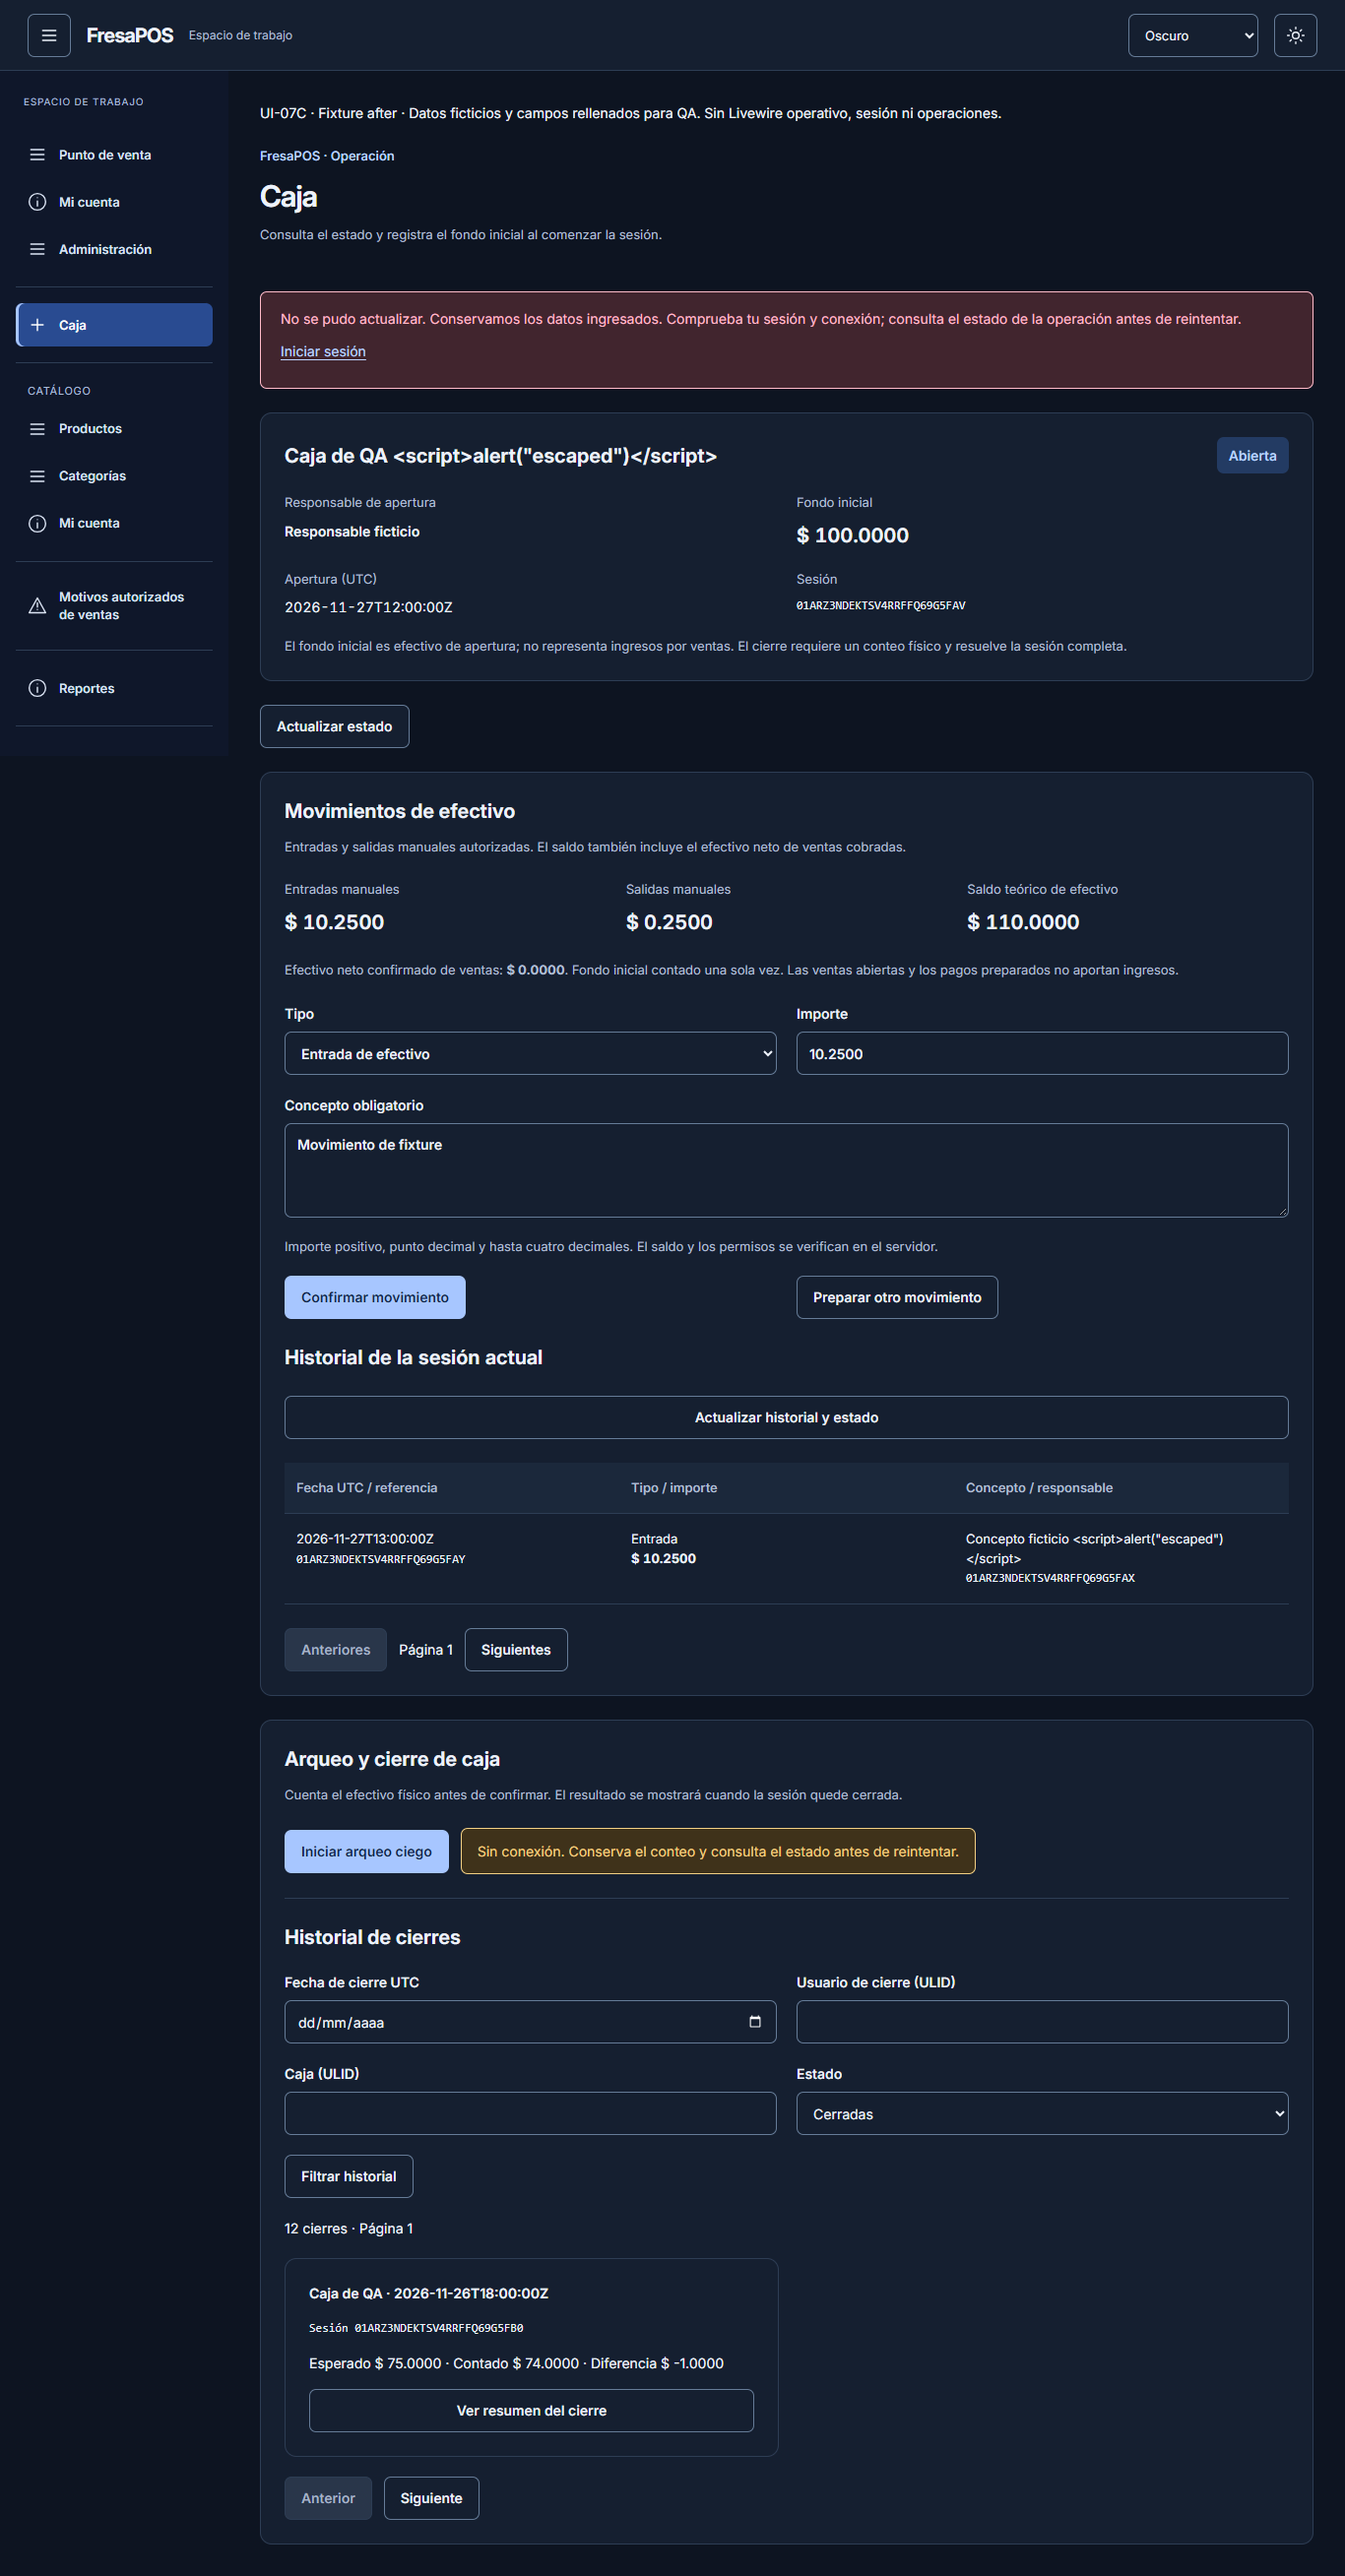 FresaPOS
Espacio de trabajo
Oscuro
ESPACIO DE TRABAJO
Punto de venta
Mi cuenta
Administración
Caja
CATÁLOGO
Productos
Categorías
Mi cuenta
Motivos autorizados
de ventas
Reportes
UI-07C · Fixture after · Datos ficticios y campos rellenados para QA. Sin Livewire operativo, sesión ni operaciones.
FresaPOS · Operación
Caja
Consulta el estado y registra el fondo inicial al comenzar la sesión.
No se pudo actualizar. Conservamos los datos ingresados. Comprueba tu sesión y conexión; consulta el estado de la operación antes de reintentar.
Iniciar sesión
Caja de QA <script>alert("escaped")</script>
Abierta
Responsable de apertura
Fondo inicial
Responsable ficticio
$ 100.0000
Apertura (UTC)
Sesión
2026-11-27T12:00:00Z
01ARZ3NDEKTSV4RRFFQ69G5FAV
El fondo inicial es efectivo de apertura; no representa ingresos por ventas. El cierre requiere un conteo físico y resuelve la sesión completa.
Actualizar estado
Movimientos de efectivo
Entradas y salidas manuales autorizadas. El saldo también incluye el efectivo neto de ventas cobradas.
Entradas manuales
Salidas manuales
Saldo teórico de efectivo
$ 10.2500
$ 0.2500
$ 110.0000
Efectivo neto confirmado de ventas: $ 0.0000. Fondo inicial contado una sola vez. Las ventas abiertas y los pagos preparados no aportan ingresos.
Tipo
Importe
Entrada de efectivo
10.2500
Concepto obligatorio
Movimiento de fixture
Importe positivo, punto decimal y hasta cuatro decimales. El saldo y los permisos se verifican en el servidor.
Confirmar movimiento
Preparar otro movimiento
Historial de la sesión actual
Actualizar historial y estado
Fecha UTC / referencia
Tipo / importe
Concepto / responsable
2026-11-27T13:00:00Z
01ARZ3NDEKTSV4RRFFQ69G5FAY
Entrada
$ 10.2500
Concepto ficticio <script>alert("escaped")
</script>
01ARZ3NDEKTSV4RRFFQ69G5FAX
Anteriores
Página 1
Siguientes
Arqueo y cierre de caja
Cuenta el efectivo físico antes de confirmar. El resultado se mostrará cuando la sesión quede cerrada.
Iniciar arqueo ciego
Sin conexión. Conserva el conteo y consulta el estado antes de reintentar.
Historial de cierres
Fecha de cierre UTC
Usuario de cierre (ULID)
dd/mm/aaaa
Caja (ULID)
Estado
Cerradas
Filtrar historial
12 cierres · Página 1
Caja de QA · 2026-11-26T18:00:00Z
Sesión 01ARZ3NDEKTSV4RRFFQ69G5FB0
Esperado $ 75.0000 · Contado $ 74.0000 · Diferencia $ -1.0000
Ver resumen del cierre
Anterior
Siguiente